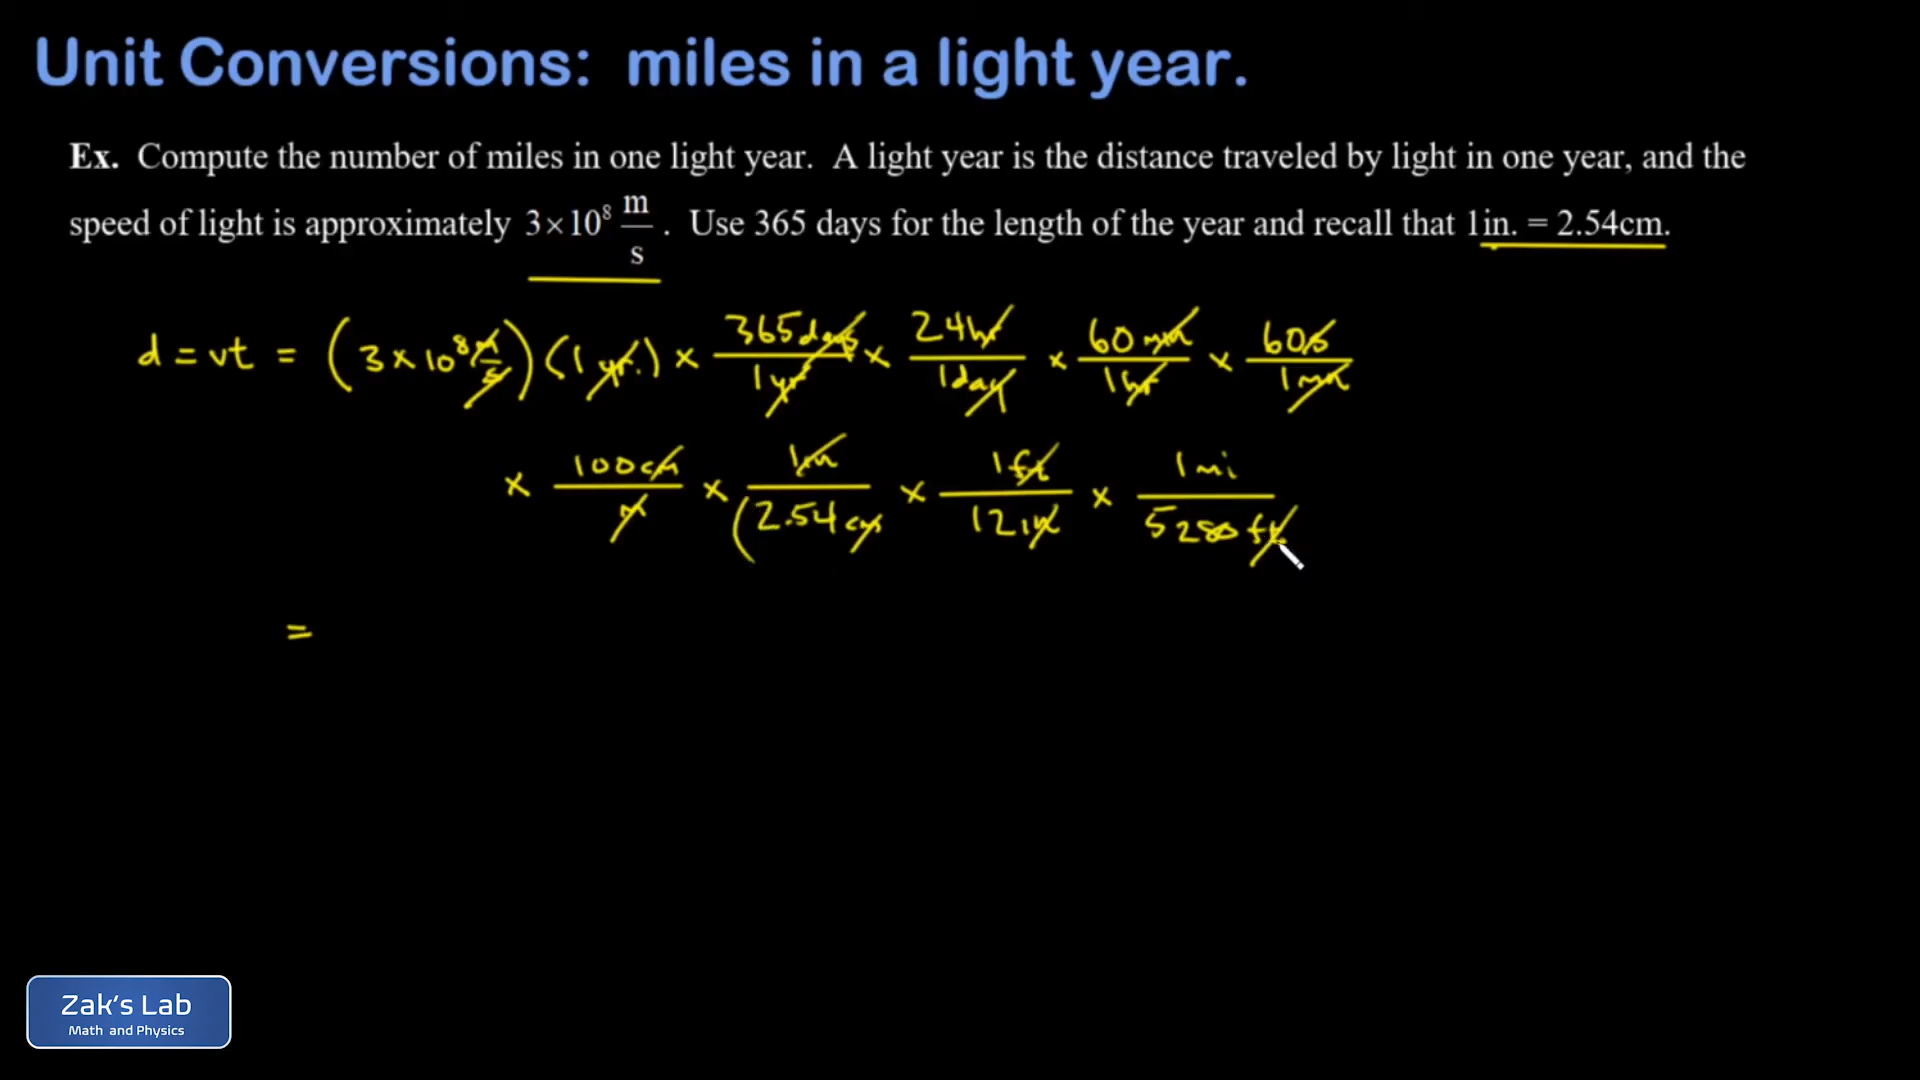 Unit Conversions: miles in a light year.
Ex. Compute the number of miles in one light year. A light year is the distance traveled by light in one year, and the
speed of light is approximately 3×10⁸ m/s. Use 365 days for the length of the year and recall that 1in. = 2.54cm.
d = vt = (3 × 10⁸ m/s) (1 yr.) × 365 days/1 yr × 24 hr/1 day × 60 min/1 hr × 60 s/1 min
× 100 cm/m × 1 in/(2.54 cm × 1 ft/12 in × 1 mi/5280 ft
=
Zak's Lab
Math and Physics